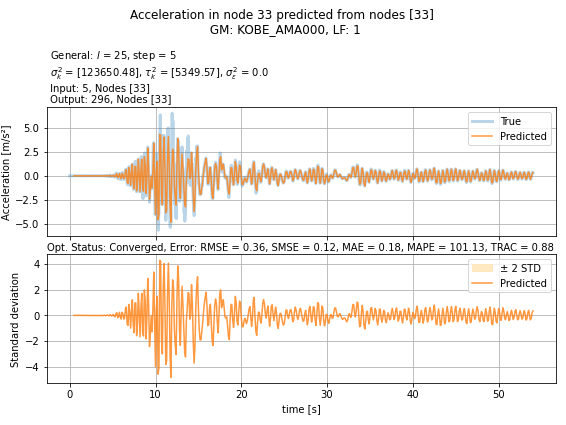 Acceleration in node 33 predicted from nodes [33]
GM: KOBE_AMA000, LF: 1
General: l = 25, step = 5
σ²ₖ = [123650.48], τ²ₖ = [5349.57], σ²ε = 0.0
Input: 5, Nodes [33]
Output: 296, Nodes [33]
Acceleration [m/s²]
5.0
2.5
0.0
−2.5
−5.0
True
Predicted
Opt. Status: Converged, Error: RMSE = 0.36, SMSE = 0.12, MAE = 0.18, MAPE = 101.13, TRAC = 0.88
Standard deviation
4
2
0
−2
−4
± 2 STD
Predicted
0 10 20 30 40 50
time [s]